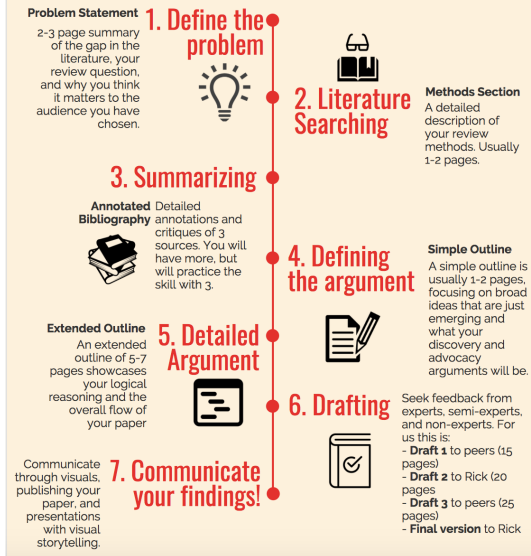 Problem Statement
2-3 page summary
of the gap in the
literature, your
review question,
and why you think
it matters to the
audience you have
chosen.
1. Define the
problem
2. Literature
Searching
Methods Section
A detailed
description of
your review
methods. Usually
1-2 pages.
3. Summarizing
Annotated
Bibliography
Detailed
annotations and
critiques of 3
sources. You will
have more, but
will practice the
skill with 3.
4. Defining
the argument
Simple Outline
A simple outline is
usually 1-2 pages,
focusing on broad
ideas that are just
emerging and
what your
discovery and
advocacy
arguments will be.
Extended Outline
An extended
outline of 5-7
pages showcases
your logical
reasoning and the
overall flow of
your paper
5. Detailed
Argument
6. Drafting
Seek feedback from
experts, semi-experts,
and non-experts. For
us this is:
- Draft 1 to peers (15
pages)
- Draft 2 to Rick (20
pages
- Draft 3 to peers (25
pages)
- Final version to Rick
Communicate
through visuals,
publishing your
paper, and
presentations
with visual
storytelling.
7. Communicate
your findings!